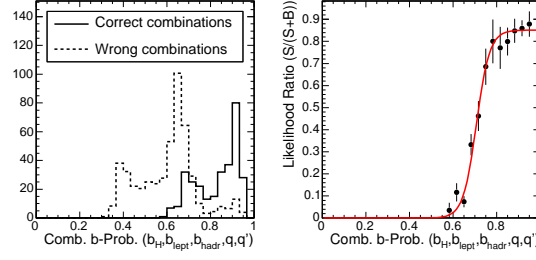 140
120
100
80
60
40
20
0
Correct combinations
Wrong combinations
0 0.2 0.4 0.6 0.8 1
Comb. b-Prob. (b_H,b_lept,b_hadr,q,q')
Likelihood Ratio (S/(S+B))
0.8
0.7
0.6
0.5
0.4
0.3
0.2
0.1
0
0 0.2 0.4 0.6 0.8
Comb. b-Prob. (b_H,b_lept,b_hadr,q,q')